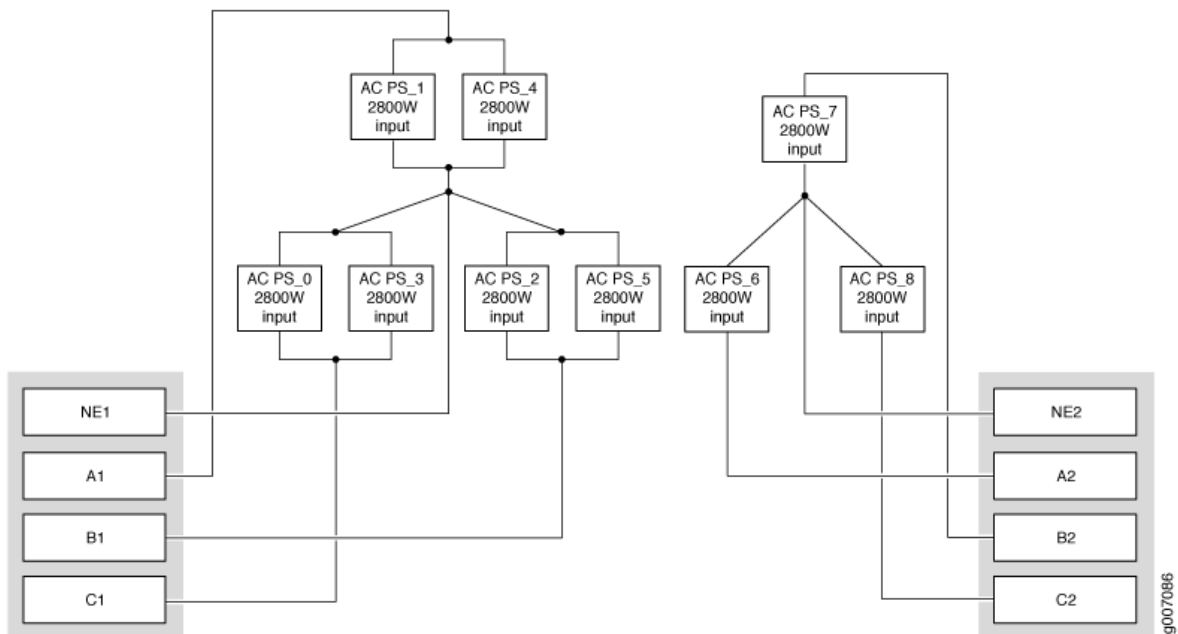 AC PS_1
2800W
input
AC PS_4
2800W
input
AC PS_7
2800W
input
AC PS_0
2800W
input
AC PS_3
2800W
input
AC PS_2
2800W
input
AC PS_5
2800W
input
AC PS_6
2800W
input
AC PS_8
2800W
input
NE1
A1
B1
C1
NE2
A2
B2
C2
g007086